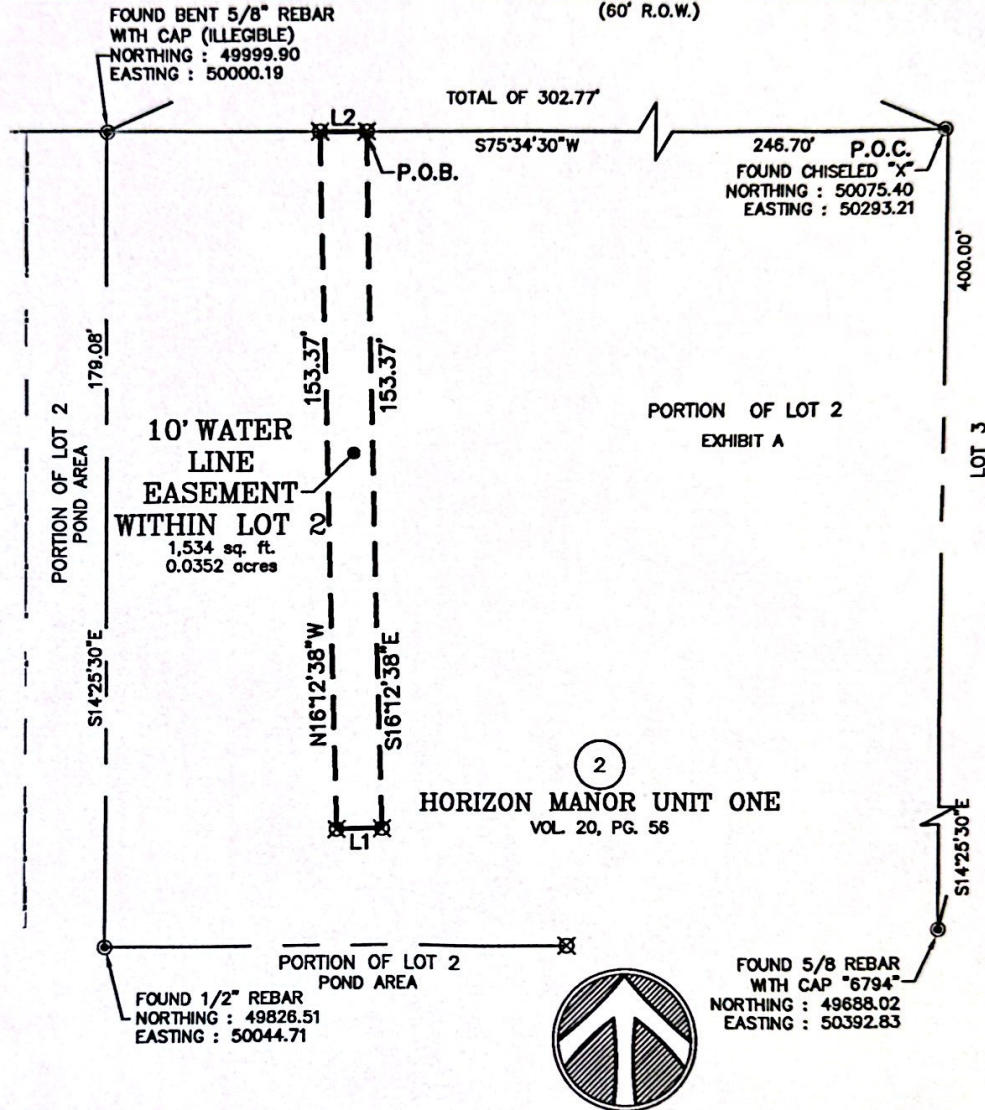 (60' R.O.W.)
FOUND BENT 5/8" REBAR
WITH CAP (ILLEGIBLE)
NORTHING : 49999.90
EASTING : 50000.19
TOTAL OF 302.77'
L2
S75°34'30"W
246.70'
P.O.C.
FOUND CHISELED "X"
NORTHING : 50075.40
EASTING : 50293.21
P.O.B.
400.00'
179.08'
153.37'
153.37'
PORTION OF LOT 2
POND AREA
10' WATER
LINE
EASEMENT
WITHIN LOT 2
1,534 sq. ft.
0.0352 acres
PORTION OF LOT 2
EXHIBIT A
LOT 3
S14°25'30"E
N16°12'38"W
S16°12'38"E
2
HORIZON MANOR UNIT ONE
VOL. 20, PG. 56
S14°25'30"E
L1
PORTION OF LOT 2
POND AREA
FOUND 1/2" REBAR
NORTHING : 49826.51
EASTING : 50044.71
FOUND 5/8 REBAR
WITH CAP "6794"
NORTHING : 49688.02
EASTING : 50392.83